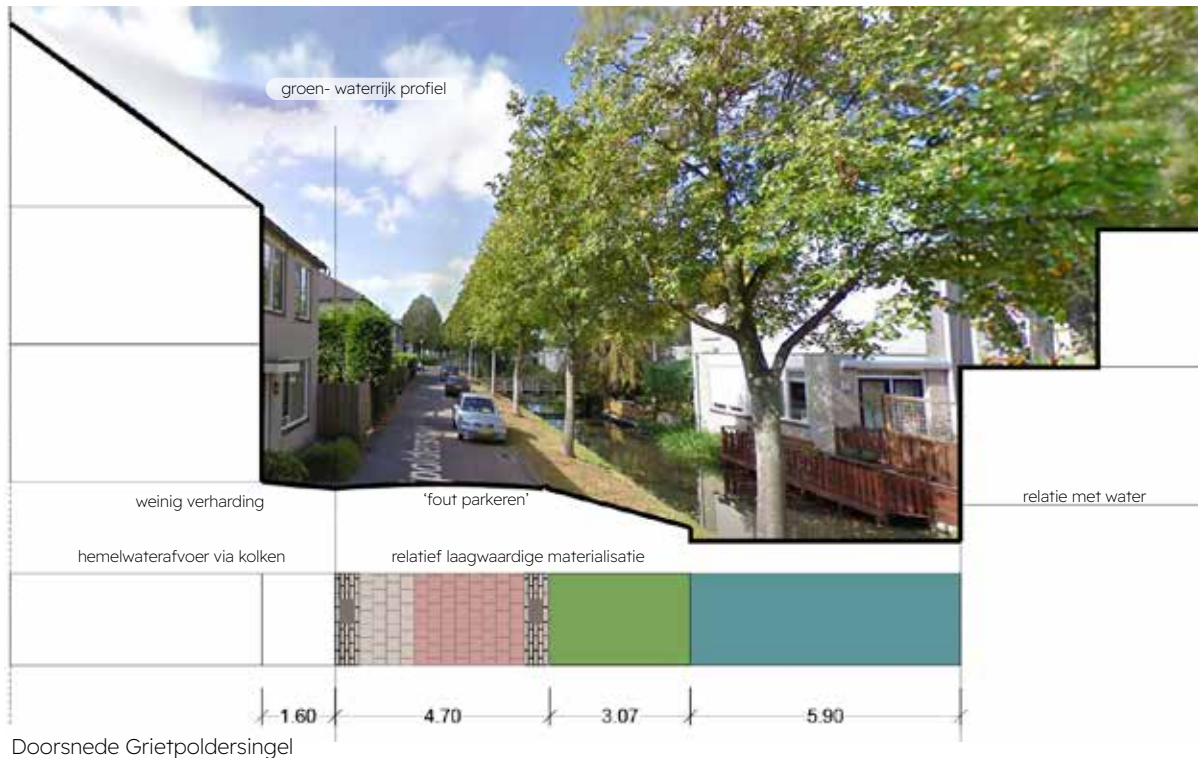 groen- waterrijk profiel
poldersi
weinig verharding
'fout parkeren'
relatie met water
hemelwaterafvoer via kolken
relatief laagwaardige materialisatie
1.60
4.70
3.07
5.90
Doorsnede Grietpoldersingel